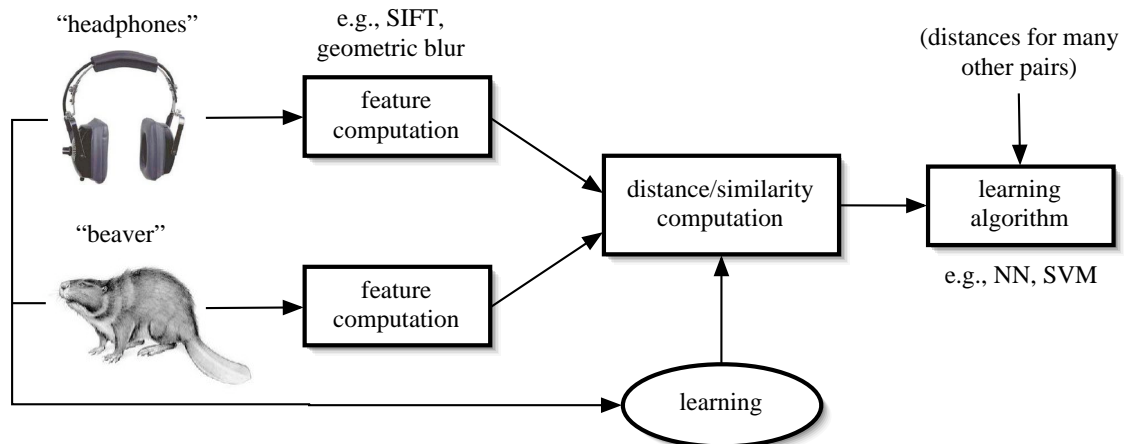 “headphones”
e.g., SIFT,
geometric blur
feature
computation
(distances for many
other pairs)
distance/similarity
computation
learning
algorithm
e.g., NN, SVM
“beaver”
feature
computation
learning